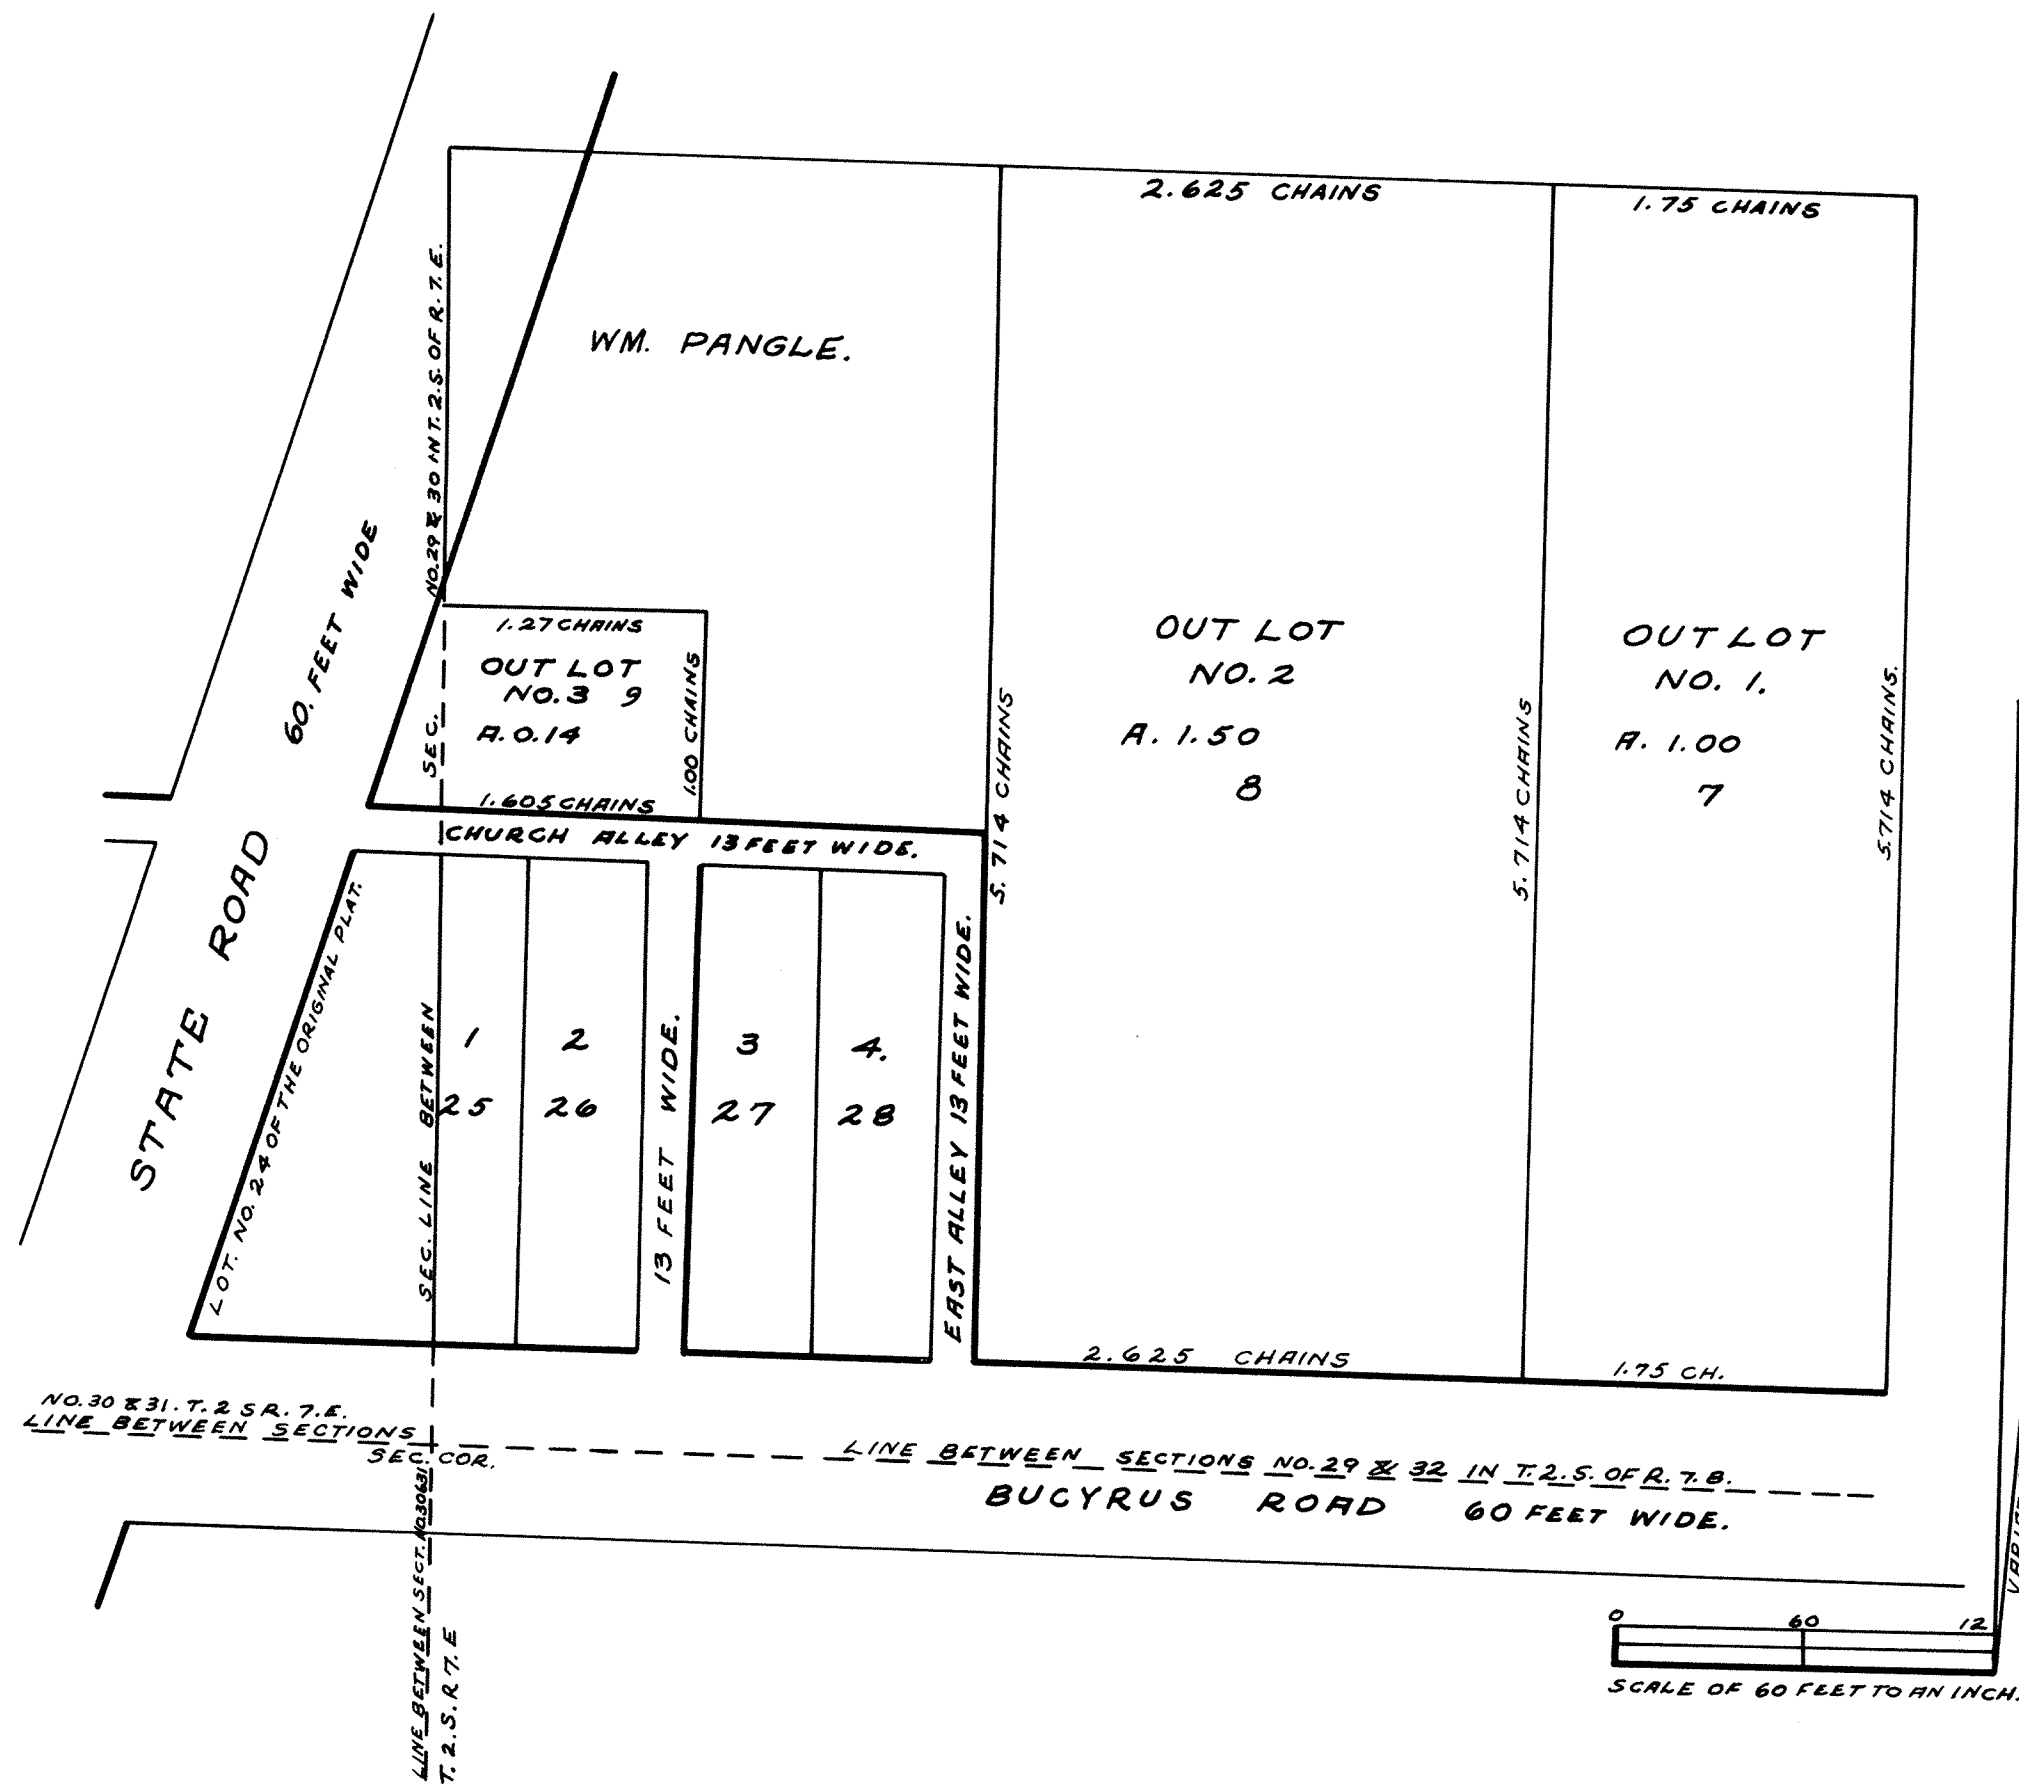 2.625 CHAINS
1.75 CHAINS
WM. PANGLE.
NO. 29 & 30 INT. 2.S. OF R. 7. E.
SEC.
60. FEET WIDE
STATE ROAD
1.27 CHAINS
OUT LOT
NO. 3 9
A. 0.14
1.00 CHAINS
1.605 CHAINS
OUT LOT
NO. 2
A. 1.50
8
OUT LOT
NO. 1.
A. 1.00
7
5.714 CHAINS
5.714 CHAINS
5.714 CHAINS.
CHURCH ALLEY 13 FEET WIDE.
LOT. NO. 24 OF THE ORIGINAL PLAT.
SEC. LINE BETWEEN
1
25
2
26
13 FEET WIDE.
3
27
4.
28
EAST ALLEY 13 FEET WIDE.
2.625 CHAINS
1.75 CH.
NO. 30 & 31. T. 2 S R. 7. E.
LINE BETWEEN SECTIONS
SEC. COR.
LINE BETWEEN SECTIONS NO. 29 & 32 IN T. 2. S. OF R. 7. B.
BUCYRUS ROAD 60 FEET WIDE.
LINE BETWEEN SECT.
T. 2. S. R 7. E
0 60 12
SCALE OF 60 FEET TO AN INCH.